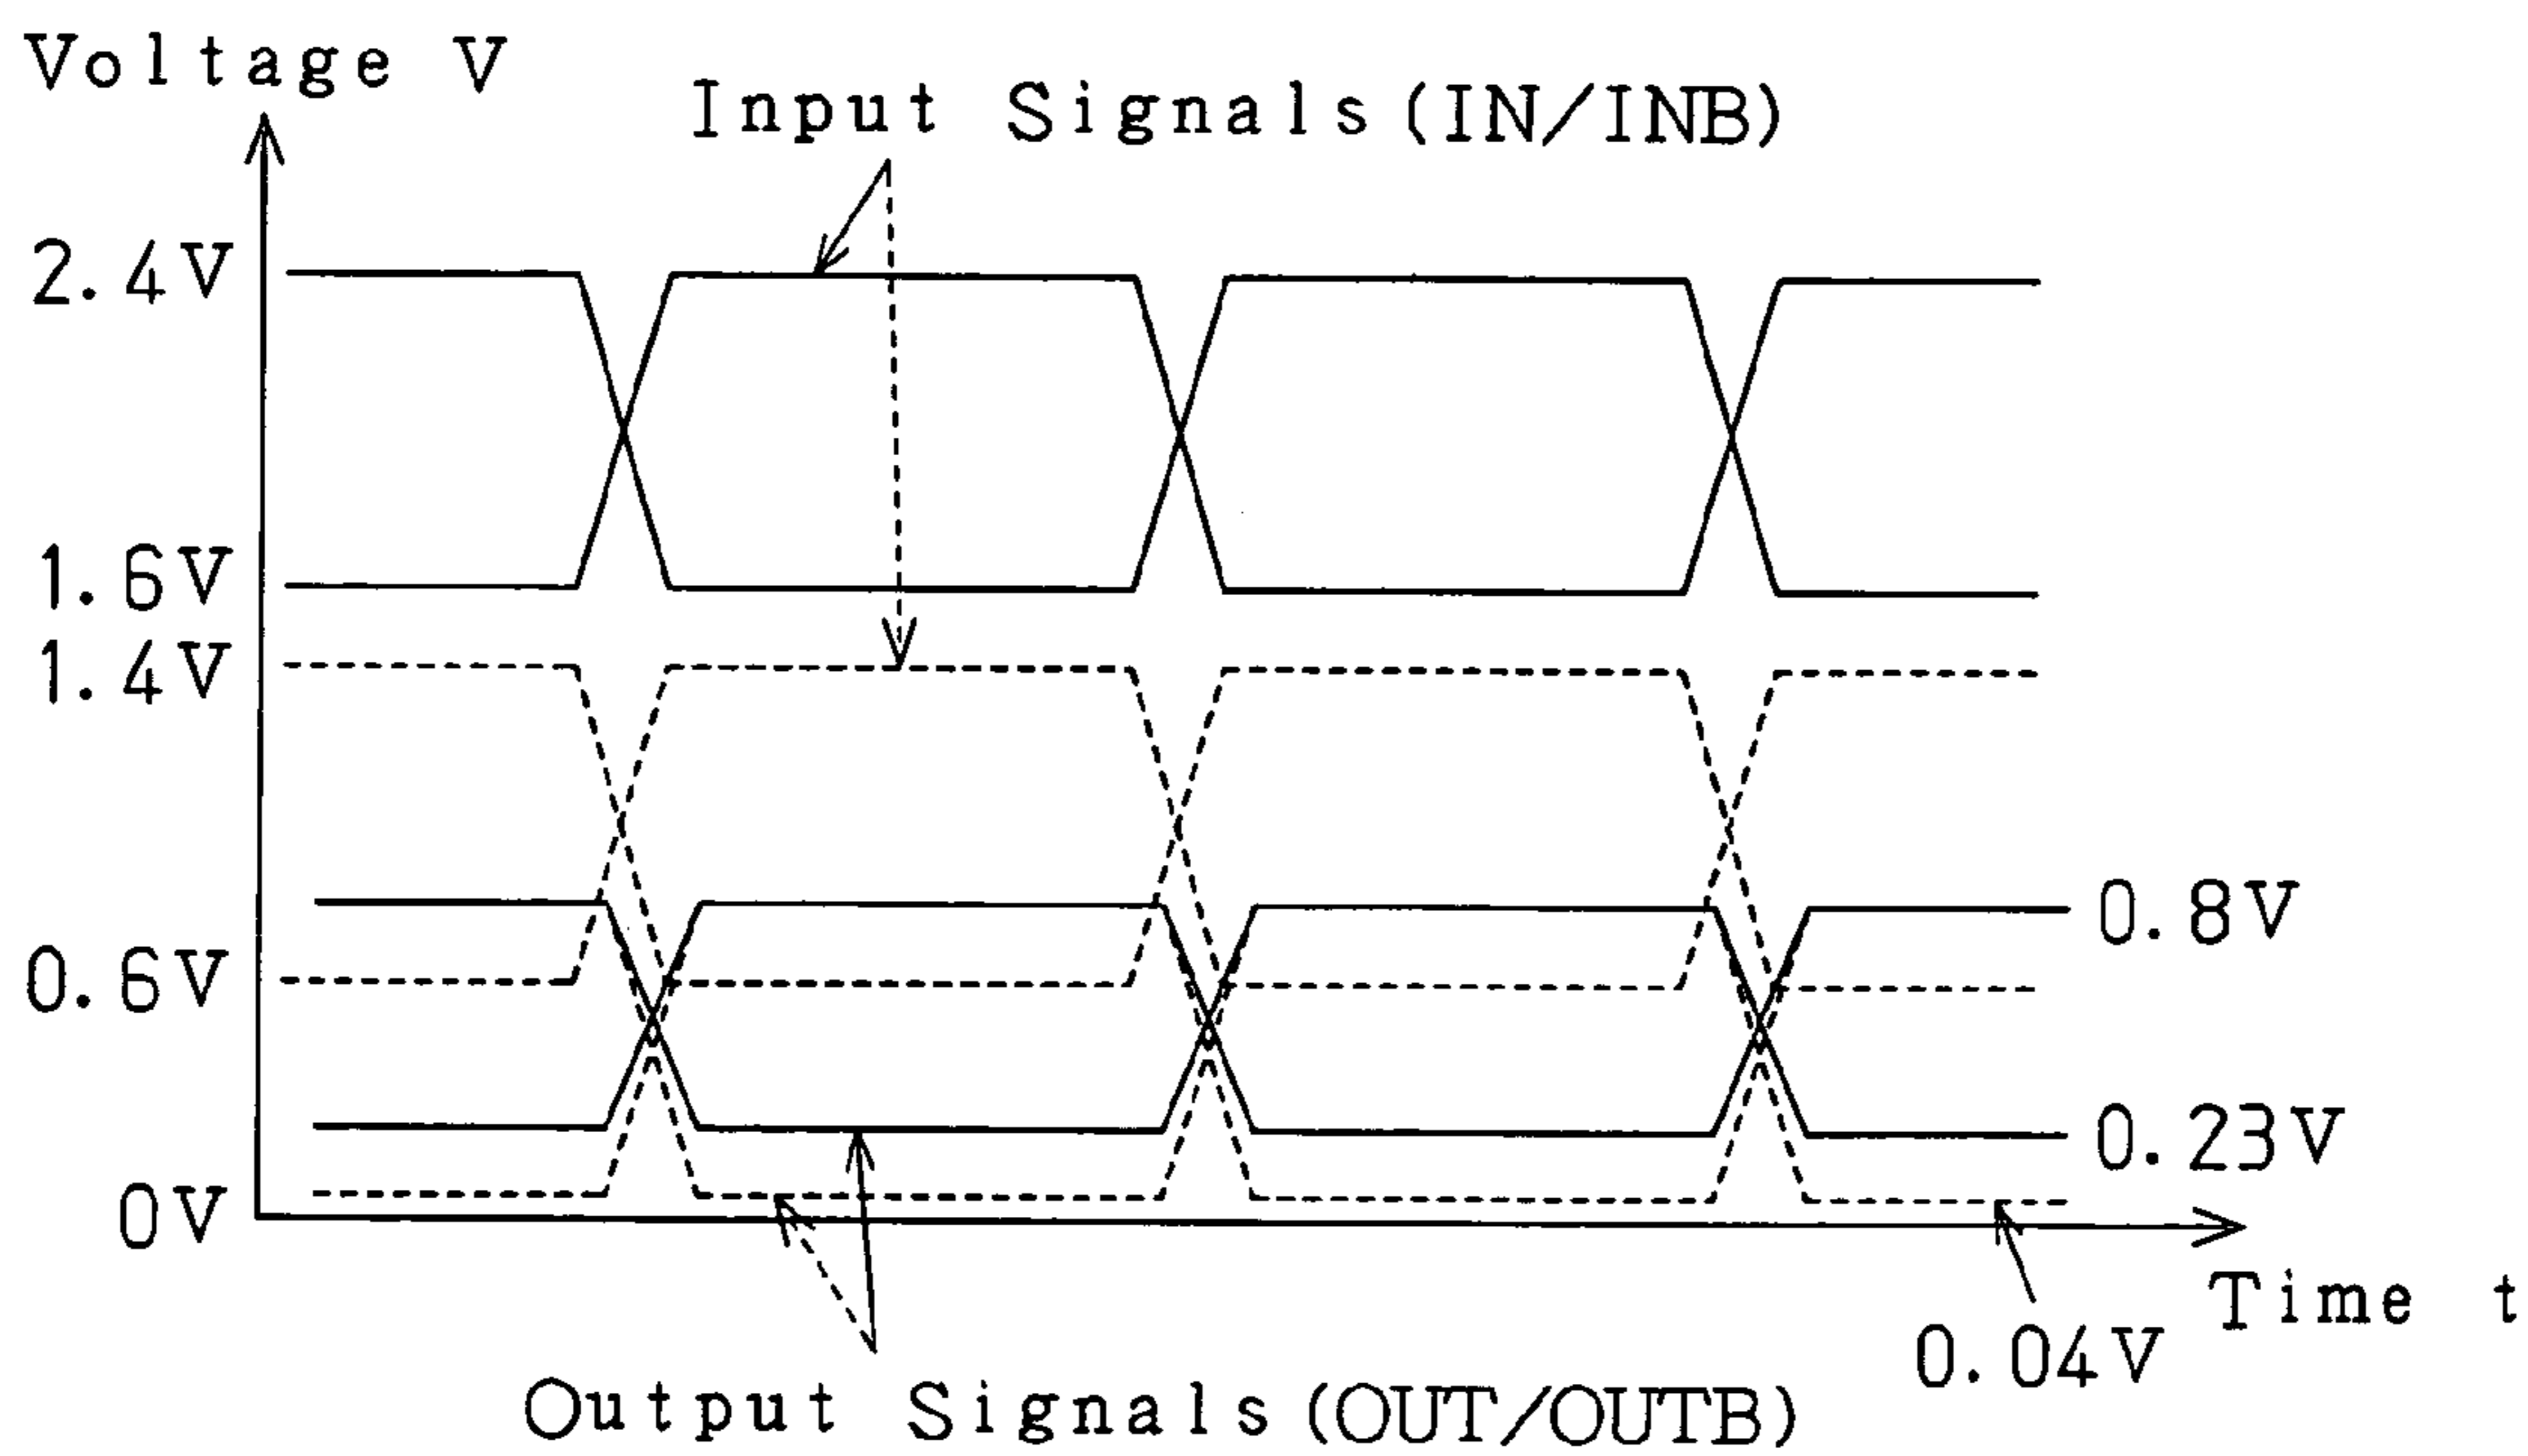 Voltage V
Input Signals(IN/INB)
2.4V
1.6V
1.4V
0.8V
0.6V
0.23V
0V
Time t
0.04V
Output Signals(OUT/OUTB)